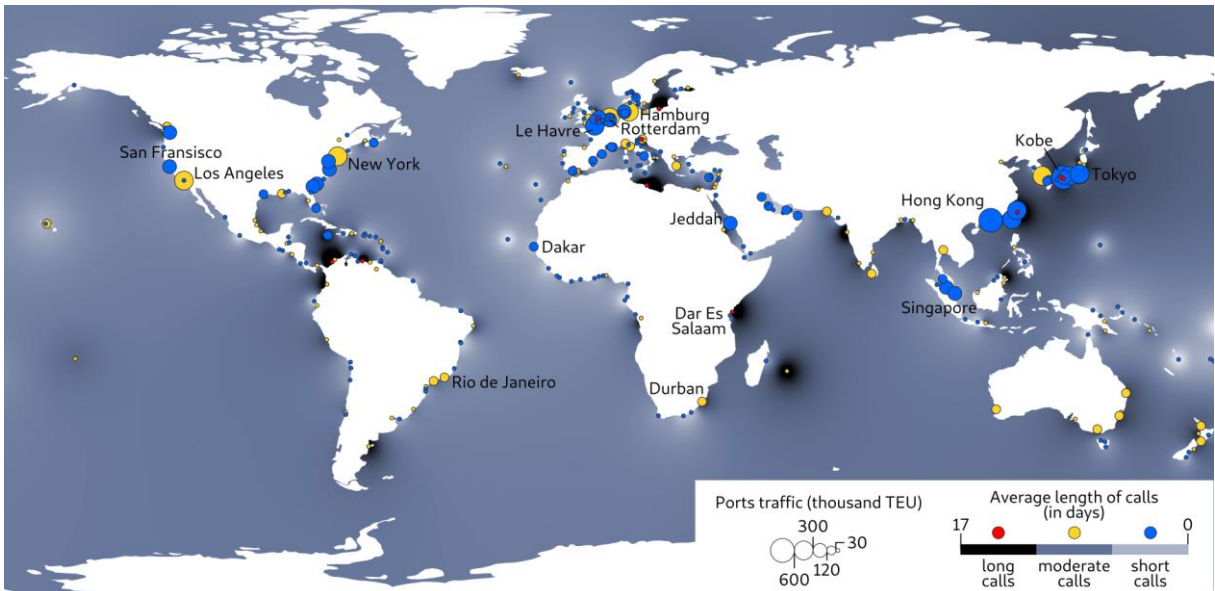 Hamburg
Le Havre
Rotterdam
Kobe
San Fransisco
New York
Los Angeles
Tokyo
Hong Kong
Jeddah
Dakar
Singapore
Dar Es
Salaam
Rio de Janeiro
Durban
Ports traffic (thousand TEU)
300
30
120
600
Average length of calls
(in days)
17
0
long
calls
moderate
calls
short
calls